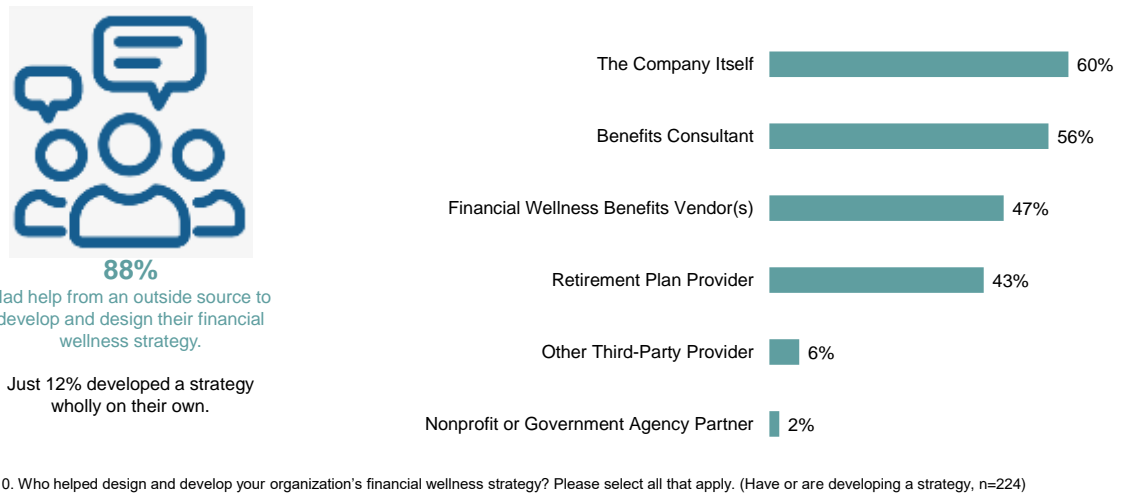 The Company Itself 60%
Benefits Consultant 56%
Financial Wellness Benefits Vendor(s) 47%
Retirement Plan Provider 43%
Other Third-Party Provider 6%
Nonprofit or Government Agency Partner 2%
88%
Had help from an outside source to
develop and design their financial
wellness strategy.
Just 12% developed a strategy
wholly on their own.
0. Who helped design and develop your organization's financial wellness strategy? Please select all that apply. (Have or are developing a strategy, n=224)